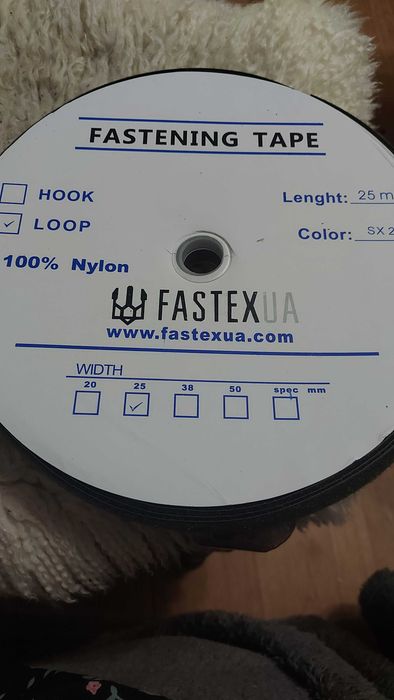 FASTENING TAPE
HOOK
Lenght: 25 m
LOOP
Color: SX 2
100% Nylon
FASTEXUA
www.fastexua.com
WIDTH
20 25 38 50 spec mm